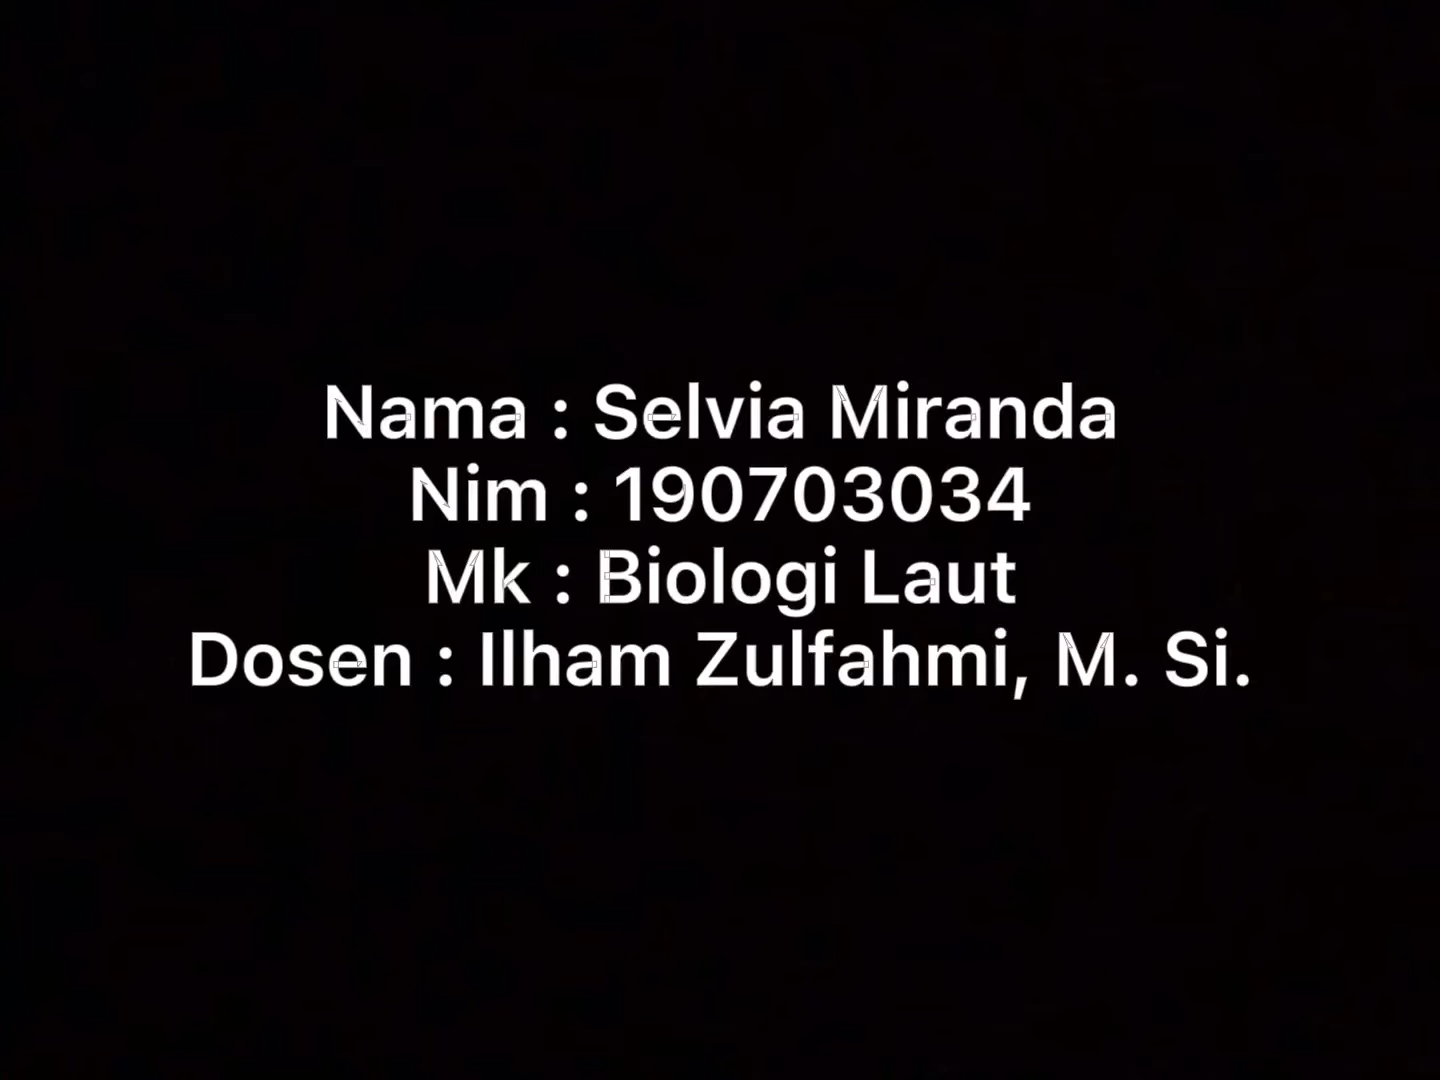 Nama : Selvia Miranda
Nim : 190703034
Mk : Biologi Laut
Dosen : Ilham Zulfahmi, M. Si.